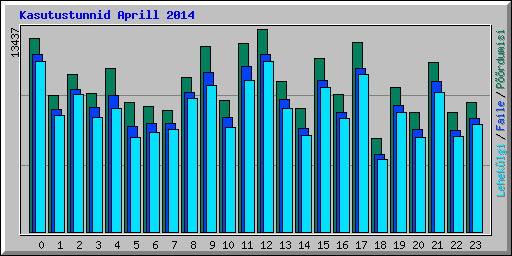 Kasutustunnid Aprill 2014
13437
0 1 2 3 4 5 6 7 8 9 10 11 12 13 14 15 16 17 18 19 20 21 22 23
Lehekülgi / Faile / Pöördumisi